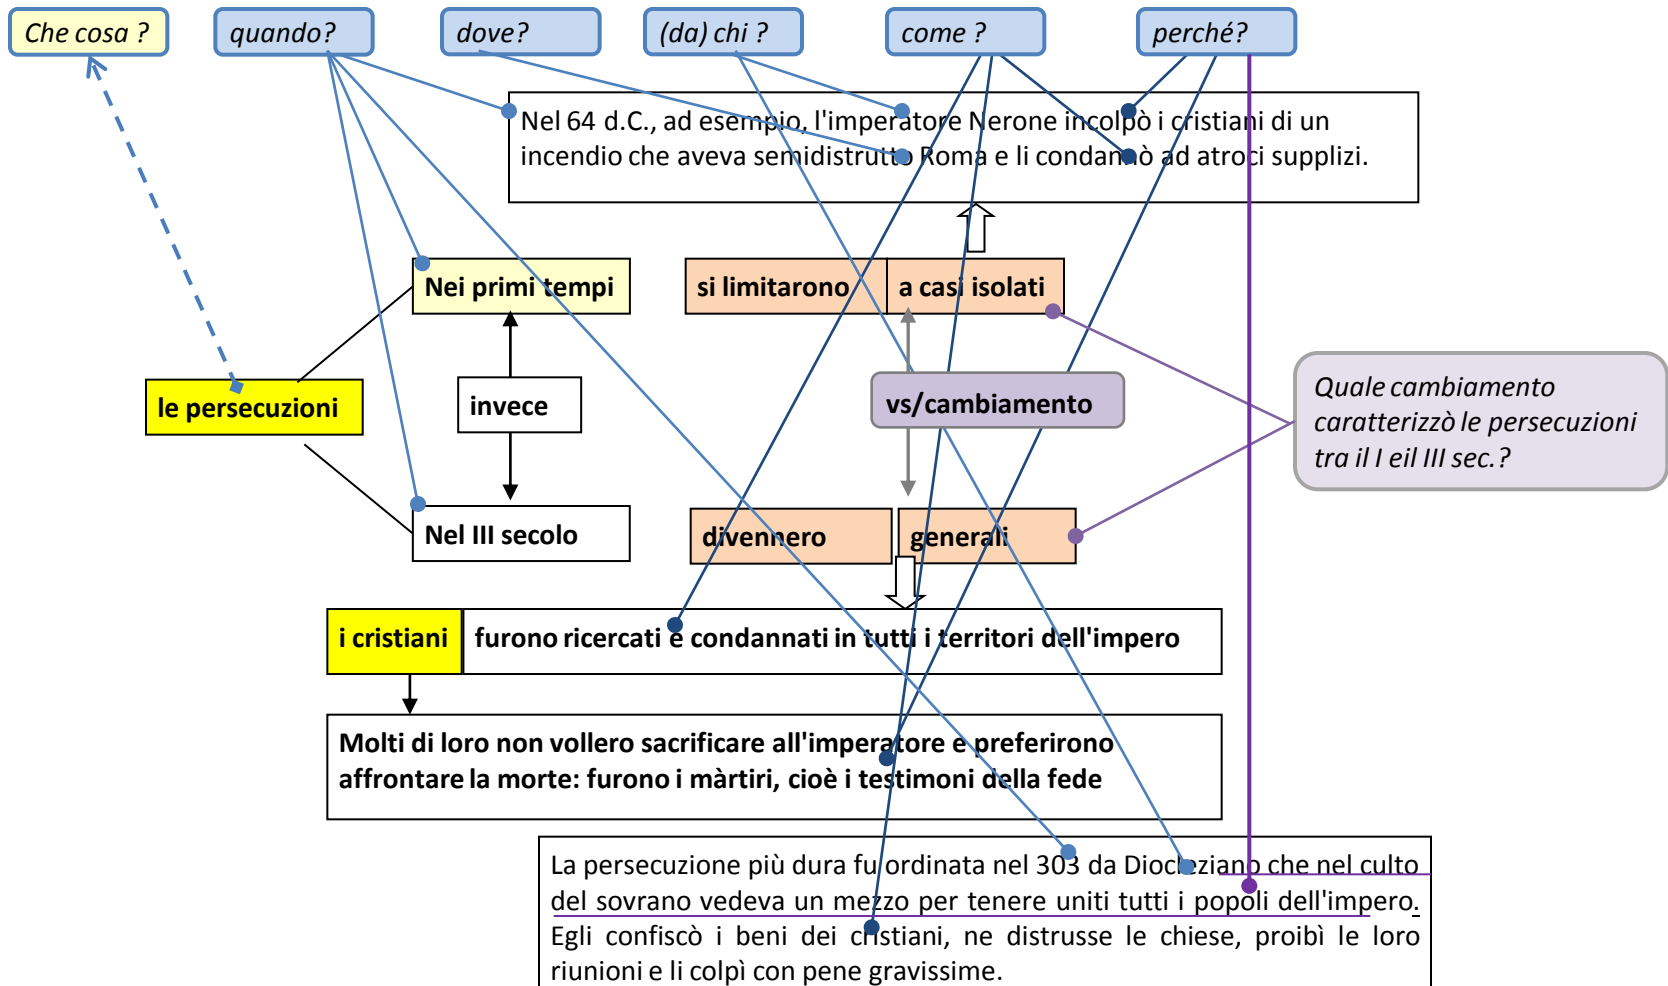 Che cosa ?
quando?
dove?
(da) chi ?
come ?
perché?
Nel 64 d.C., ad esempio, l'imperatore Nerone incolpò i cristiani di un
incendio che aveva semidistrutto Roma e li condannò ad atroci supplizi.
Nei primi tempi
si limitarono
a casi isolati
le persecuzioni
invece
vs/cambiamento
Quale cambiamento
caratterizzò le persecuzioni
tra il I eil III sec.?
Nel III secolo
divennero
generali
i cristiani
furono ricercati e condannati in tutti i territori dell'impero
Molti di loro non vollero sacrificare all'imperatore e preferirono
affrontare la morte: furono i màrtiri, cioè i testimoni della fede
La persecuzione più dura fu ordinata nel 303 da Diocleziano che nel culto
del sovrano vedeva un mezzo per tenere uniti tutti i popoli dell'impero.
Egli confiscò i beni dei cristiani, ne distrusse le chiese, proibì le loro
riunioni e li colpì con pene gravissime.